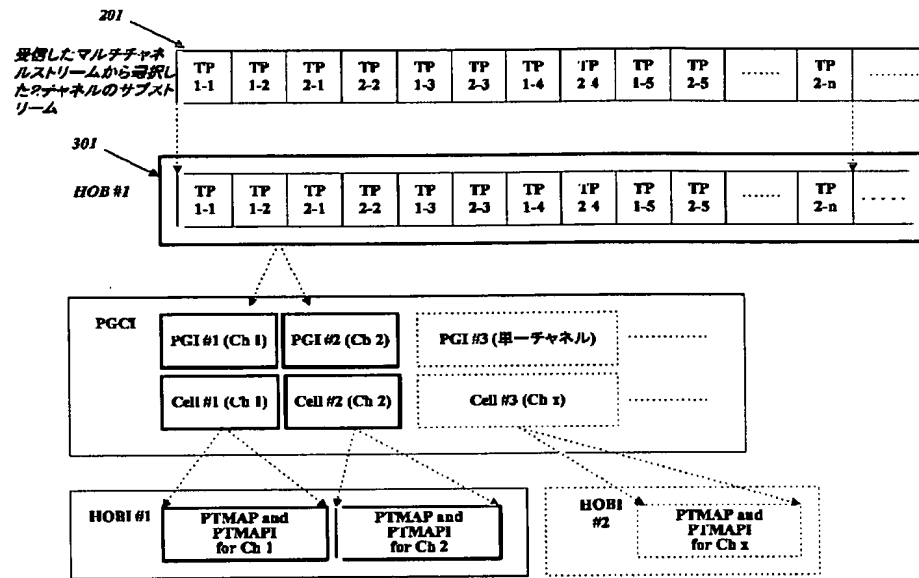 201
受信したマルチチャネ
ルストリームから選択し
た2チャネルのサブスト
リーム
TP 1-1 TP 1-2 TP 2-1 TP 2-2 TP 1-3 TP 2-3 TP 1-4 TP 2 4 TP 1-5 TP 2-5 ....... TP 2-n .......
301
HOB #1
TP 1-1 TP 1-2 TP 2-1 TP 2-2 TP 1-3 TP 2-3 TP 1-4 TP 2 4 TP 1-5 TP 2-5 ....... TP 2-n .....
PGCI
PGI #1 (Ch 1) PGI #2 (Ch 2) PGI #3 (単一チャネル) ........
Cell #1 (Ch 1) Cell #2 (Ch 2) Cell #3 (Ch x) ........
HOBI #1
PTMAP and
PTMAPI
for Ch 1
PTMAP and
PTMAPI
for Ch 2
HOBI
#2
PTMAP and
PTMAPI
for Ch x